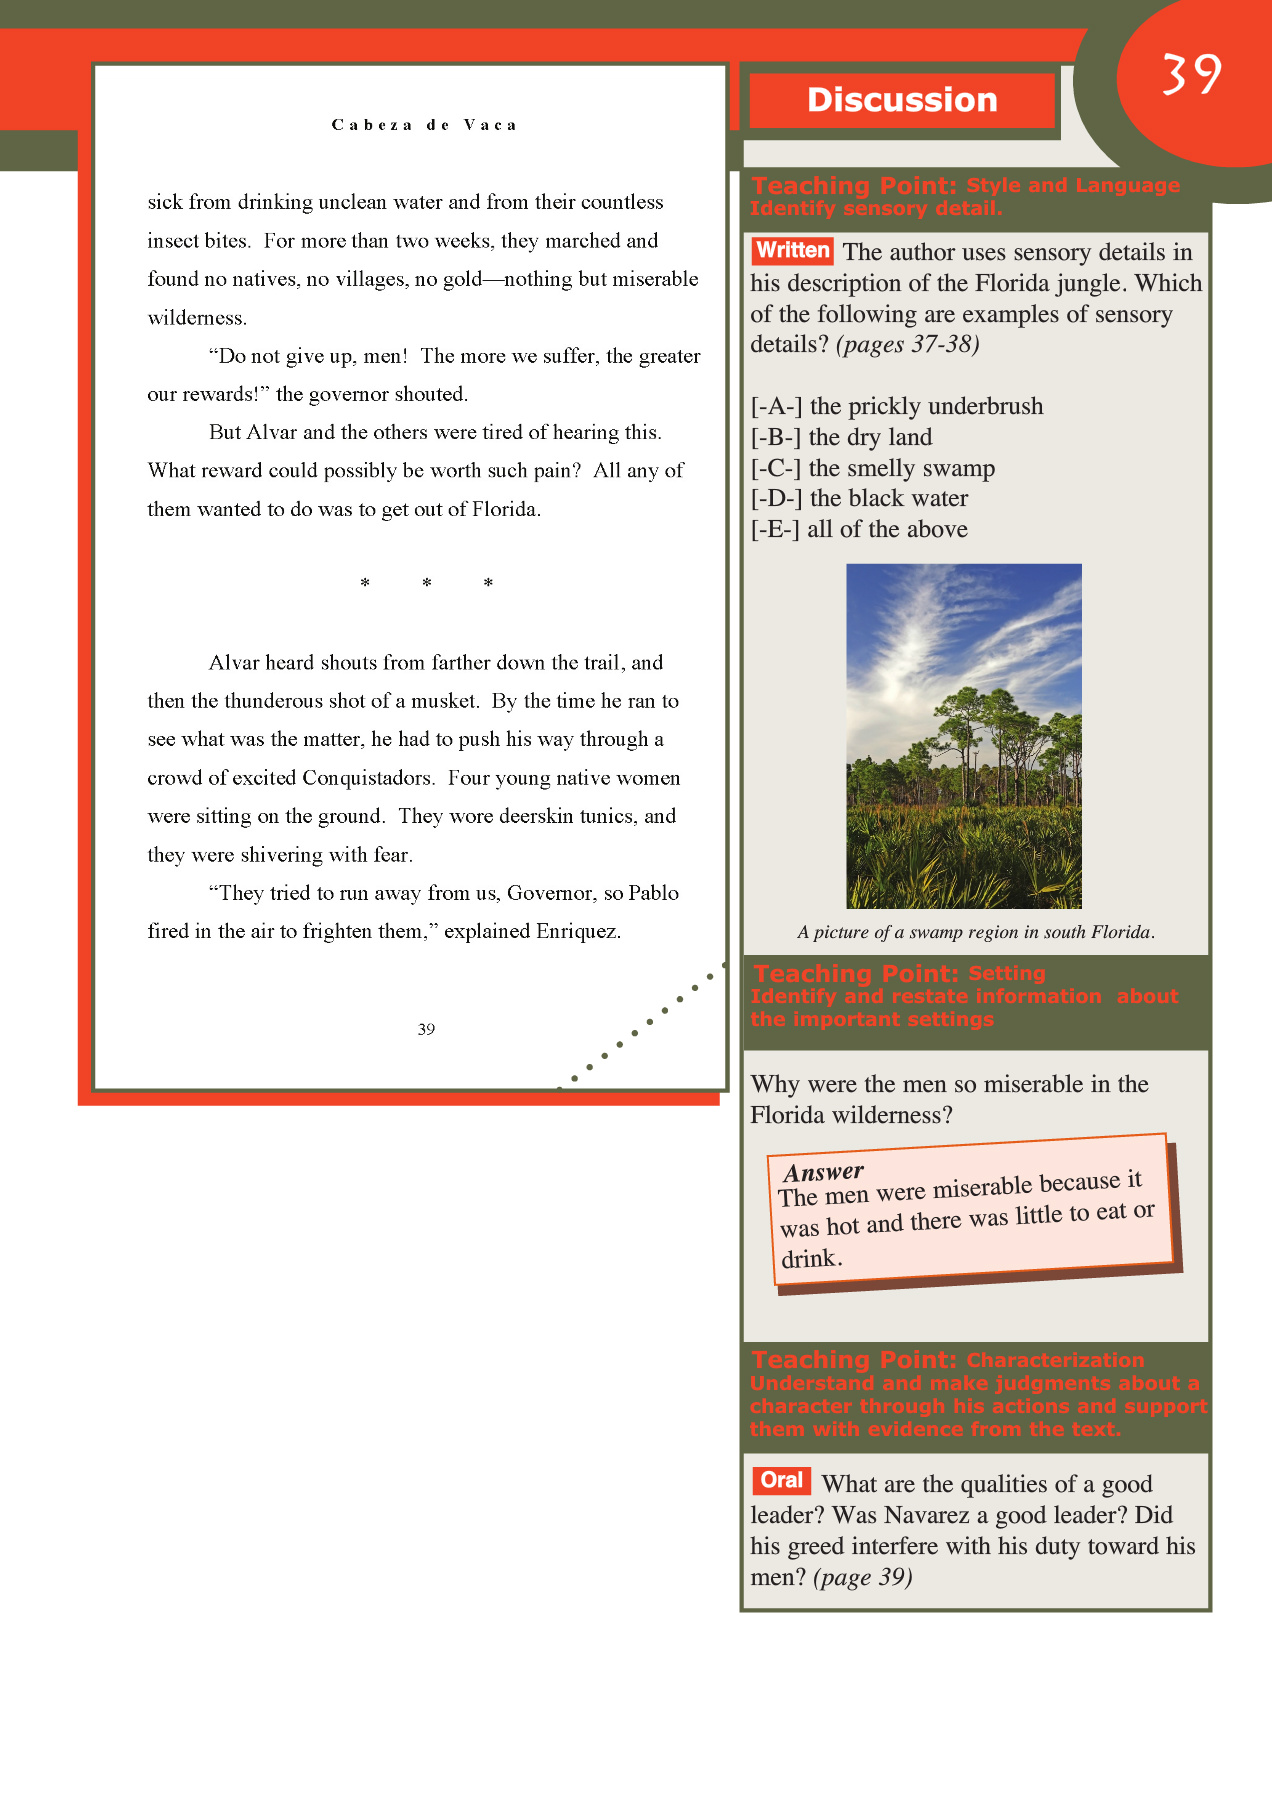 39
Cabeza de Vaca
sick from drinking unclean water and from their countless
insect bites.  For more than two weeks, they marched and
found no natives, no villages, no gold—nothing but miserable
wilderness.
“Do not give up, men!  The more we suffer, the greater
our rewards!” the governor shouted.
But Alvar and the others were tired of hearing this.
What reward could possibly be worth such pain?  All any of
them wanted to do was to get out of Florida.
* * *
Alvar heard shouts from farther down the trail, and
then the thunderous shot of a musket.  By the time he ran to
see what was the matter, he had to push his way through a
crowd of excited Conquistadors.  Four young native women
were sitting on the ground.  They wore deerskin tunics, and
they were shivering with fear.
“They tried to run away from us, Governor, so Pablo
fired in the air to frighten them,” explained Enriquez.
39
Discussion
Teaching Point: Style and Language
Identify sensory detail.
Written The author uses sensory details in
his description of the Florida jungle. Which
of the following are examples of sensory
details? (pages 37-38)
[-A-] the prickly underbrush
[-B-] the dry land
[-C-] the smelly swamp
[-D-] the black water
[-E-] all of the above
A picture of a swamp region in south Florida.
Teaching Point: Setting
Identify and restate information  about
the important settings
Why were the men so miserable in the
Florida wilderness?
Answer
The men were miserable because it
was hot and there was little to eat or
drink.
Teaching Point: Characterization
Understand and make judgments about a
character through his actions and support
them with evidence from the text.
Oral What are the qualities of a good
leader? Was Navarez a good leader? Did
his greed interfere with his duty toward his
men? (page 39)